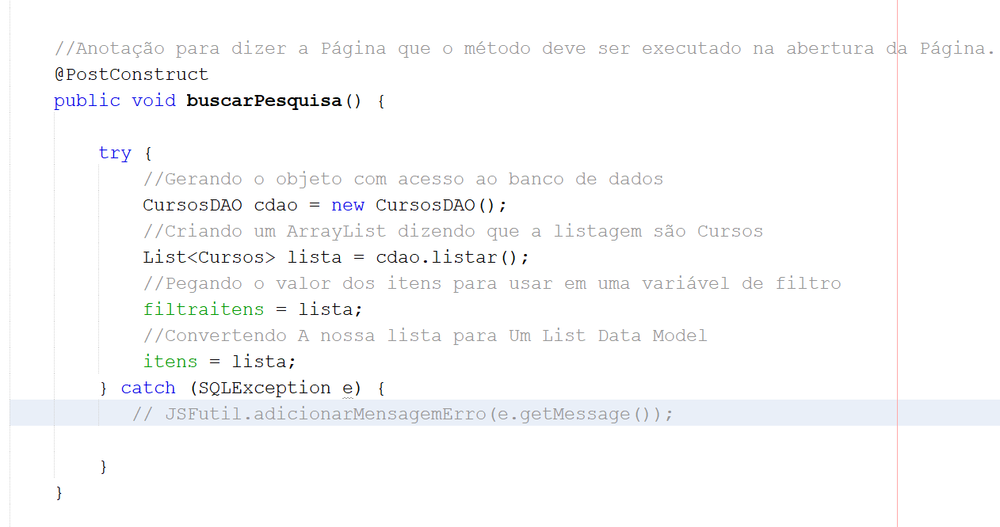 //Anotação para dizer a Página que o método deve ser executado na abertura da Página.
@PostConstruct
public void buscarPesquisa() {
try {
//Gerando o objeto com acesso ao banco de dados
CursosDAO cdao = new CursosDAO();
//Criando um ArrayList dizendo que a listagem são Cursos
List<Cursos> lista = cdao.listar();
//Pegando o valor dos itens para usar em uma variável de filtro
filtraitens = lista;
//Convertendo A nossa lista para Um List Data Model
itens = lista;
} catch (SQLException e) {
// JSFutil.adicionarMensagemErro(e.getMessage());
}
}